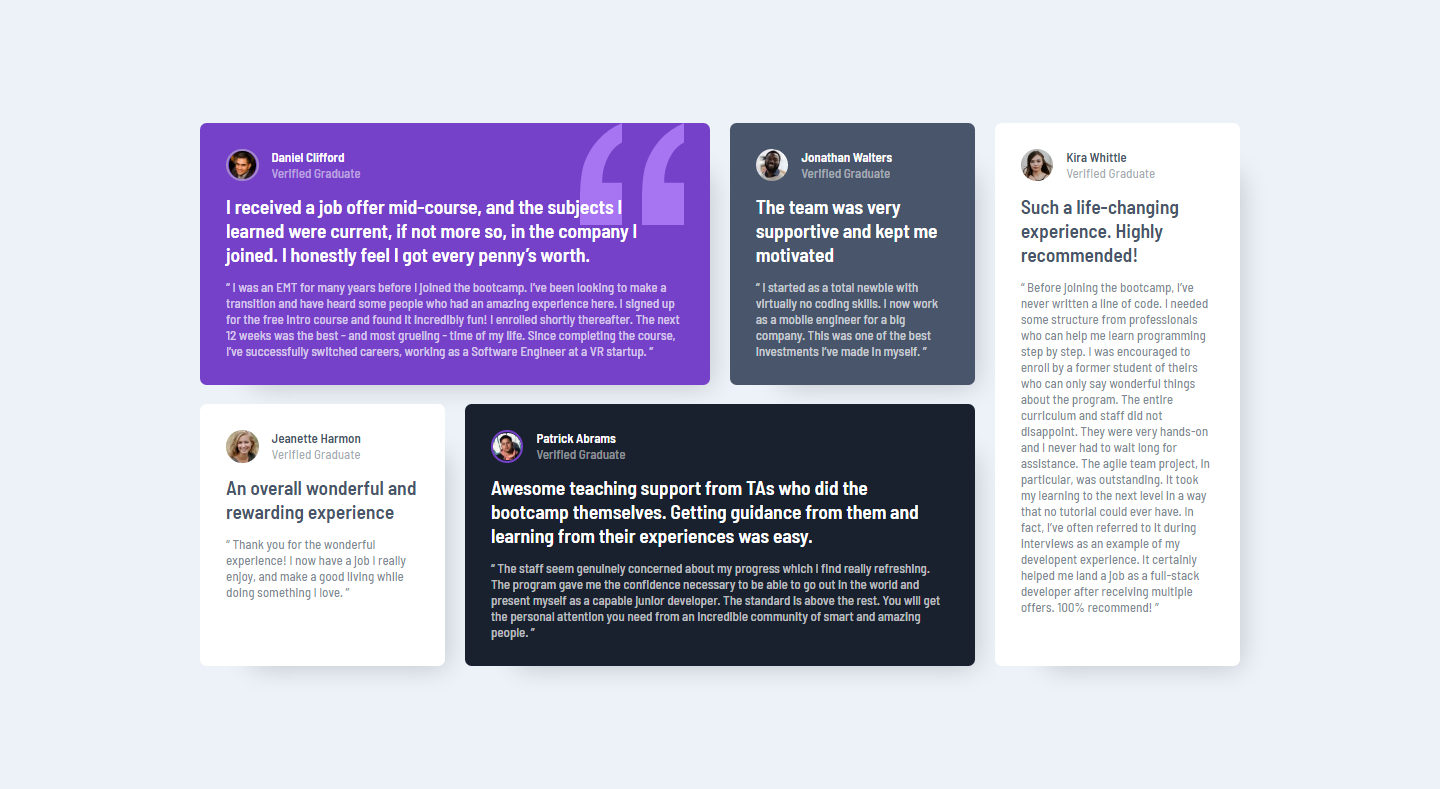 Daniel Clifford
Verified Graduate
I received a job offer mid-course, and the subjects I
learned were current, if not more so, in the company I
joined. I honestly feel I got every penny’s worth.
“ I was an EMT for many years before I joined the bootcamp. I’ve been looking to make a
transition and have heard some people who had an amazing experience here. I signed up
for the free intro course and found it incredibly fun! I enrolled shortly thereafter. The next
12 weeks was the best - and most grueling - time of my life. Since completing the course,
I’ve successfully switched careers, working as a Software Engineer at a VR startup. ”
Jonathan Walters
Verified Graduate
The team was very
supportive and kept me
motivated
“ I started as a total newbie with
virtually no coding skills. I now work
as a mobile engineer for a big
company. This was one of the best
investments I’ve made in myself. ”
Kira Whittle
Verified Graduate
Such a life-changing
experience. Highly
recommended!
“ Before joining the bootcamp, I’ve
never written a line of code. I needed
some structure from professionals
who can help me learn programming
step by step. I was encouraged to
enroll by a former student of theirs
who can only say wonderful things
about the program. The entire
curriculum and staff did not
disappoint. They were very hands-on
and I never had to wait long for
assistance. The agile team project, in
particular, was outstanding. It took
my learning to the next level in a way
that no tutorial could ever have. In
fact, I’ve often referred to it during
interviews as an example of my
developent experience. It certainly
helped me land a job as a full-stack
developer after receiving multiple
offers. 100% recommend! ”
Jeanette Harmon
Verified Graduate
An overall wonderful and
rewarding experience
“ Thank you for the wonderful
experience! I now have a job I really
enjoy, and make a good living while
doing something I love. ”
Patrick Abrams
Verified Graduate
Awesome teaching support from TAs who did the
bootcamp themselves. Getting guidance from them and
learning from their experiences was easy.
“ The staff seem genuinely concerned about my progress which I find really refreshing.
The program gave me the confidence necessary to be able to go out in the world and
present myself as a capable junior developer. The standard is above the rest. You will get
the personal attention you need from an incredible community of smart and amazing
people. ”